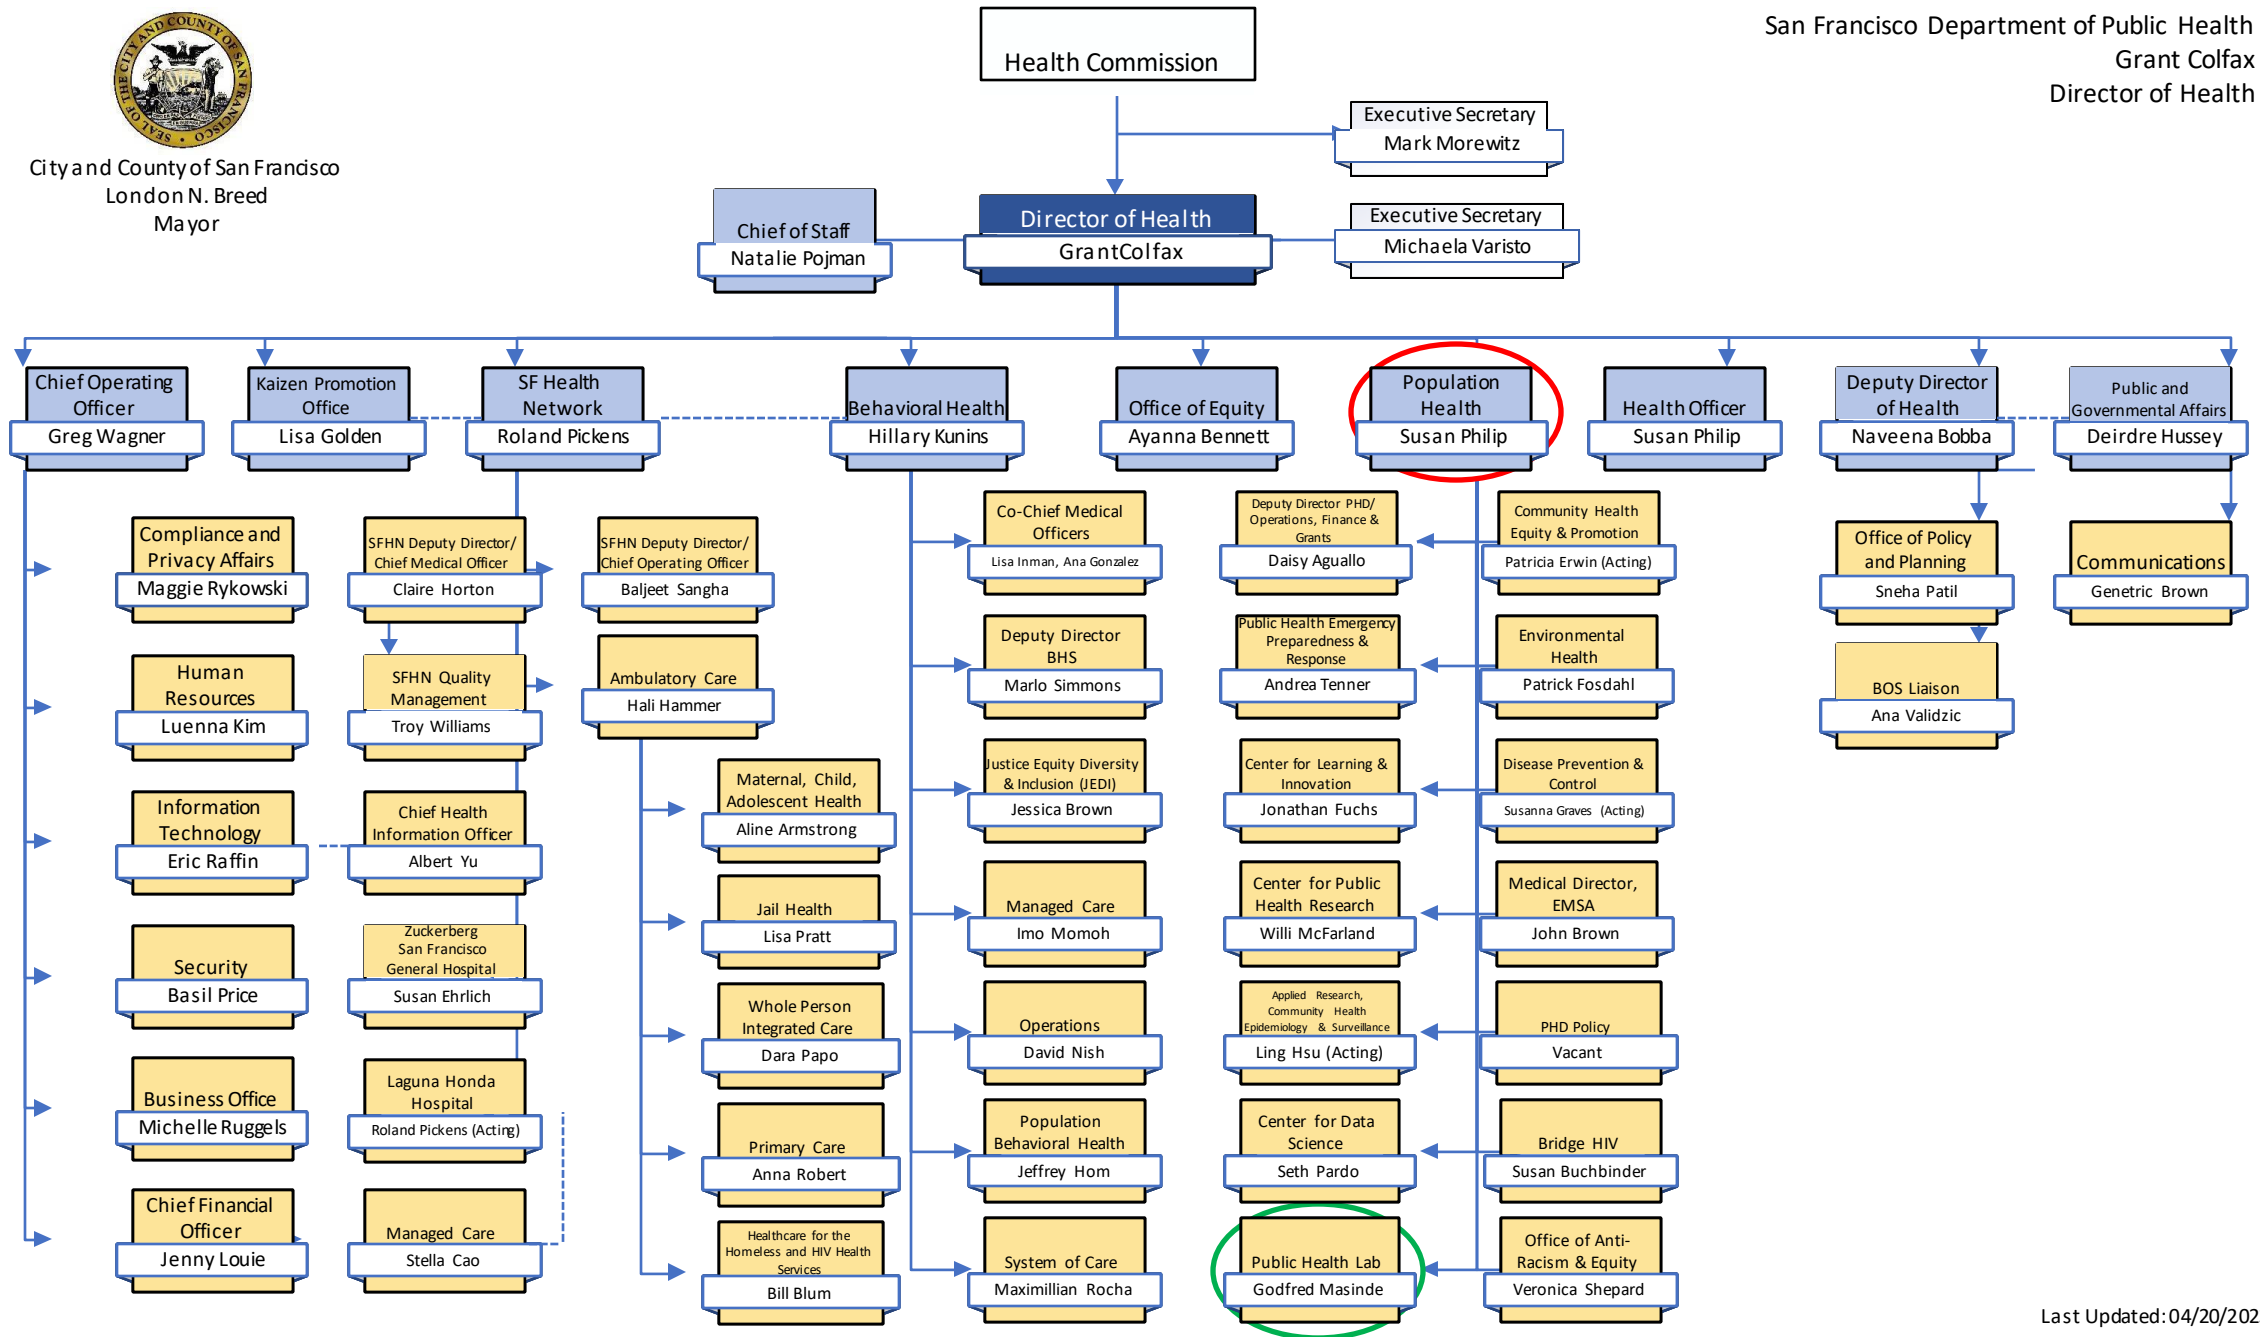 SEAL OF THE CITY AND COUNTY OF SAN FRANCISCO
City and County of San Francisco
London N. Breed
Mayor
San Francisco Department of Public Health
Grant Colfax
Director of Health
Health Commission
Executive Secretary
Mark Morewitz
Chief of Staff
Natalie Pojman
Director of Health
GrantColfax
Executive Secretary
Michaela Varisto
Chief Operating
Officer
Greg Wagner
Kaizen Promotion
Office
Lisa Golden
SF Health
Network
Roland Pickens
Behavioral Health
Hillary Kunins
Office of Equity
Ayanna Bennett
Population
Health
Susan Philip
Health Officer
Susan Philip
Deputy Director
of Health
Naveena Bobba
Public and
Governmental Affairs
Deirdre Hussey
Compliance and
Privacy Affairs
Maggie Rykowski
Human
Resources
Luenna Kim
Information
Technology
Eric Raffin
Security
Basil Price
Business Office
Michelle Ruggels
Chief Financial
Officer
Jenny Louie
SFHN Deputy Director/
Chief Medical Officer
Claire Horton
SFHN Quality
Management
Troy Williams
Chief Health
Information Officer
Albert Yu
Zuckerberg
San Francisco
General Hospital
Susan Ehrlich
Laguna Honda
Hospital
Roland Pickens (Acting)
Managed Care
Stella Cao
SFHN Deputy Director/
Chief Operating Officer
Baljeet Sangha
Ambulatory Care
Hali Hammer
Maternal, Child,
Adolescent Health
Aline Armstrong
Jail Health
Lisa Pratt
Whole Person
Integrated Care
Dara Papo
Primary Care
Anna Robert
Healthcare for the
Homeless and HIV Health
Services
Bill Blum
Co-Chief Medical
Officers
Lisa Inman, Ana Gonzalez
Deputy Director
BHS
Marlo Simmons
Justice Equity Diversity
& Inclusion (JEDI)
Jessica Brown
Managed Care
Imo Momoh
Operations
David Nish
Population
Behavioral Health
Jeffrey Hom
System of Care
Maximillian Rocha
Deputy Director PHD/
Operations, Finance &
Grants
Daisy Aguallo
Public Health Emergency
Preparedness &
Response
Andrea Tenner
Center for Learning &
Innovation
Jonathan Fuchs
Center for Public
Health Research
Willi McFarland
Applied Research,
Community Health
Epidemiology & Surveillance
Ling Hsu (Acting)
Center for Data
Science
Seth Pardo
Public Health Lab
Godfred Masinde
Community Health
Equity & Promotion
Patricia Erwin (Acting)
Environmental
Health
Patrick Fosdahl
Disease Prevention &
Control
Susanna Graves (Acting)
Medical Director,
EMSA
John Brown
PHD Policy
Vacant
Bridge HIV
Susan Buchbinder
Office of Anti-
Racism & Equity
Veronica Shepard
Office of Policy
and Planning
Sneha Patil
BOS Liaison
Ana Validzic
Communications
Genetric Brown
Last Updated: 04/20/202